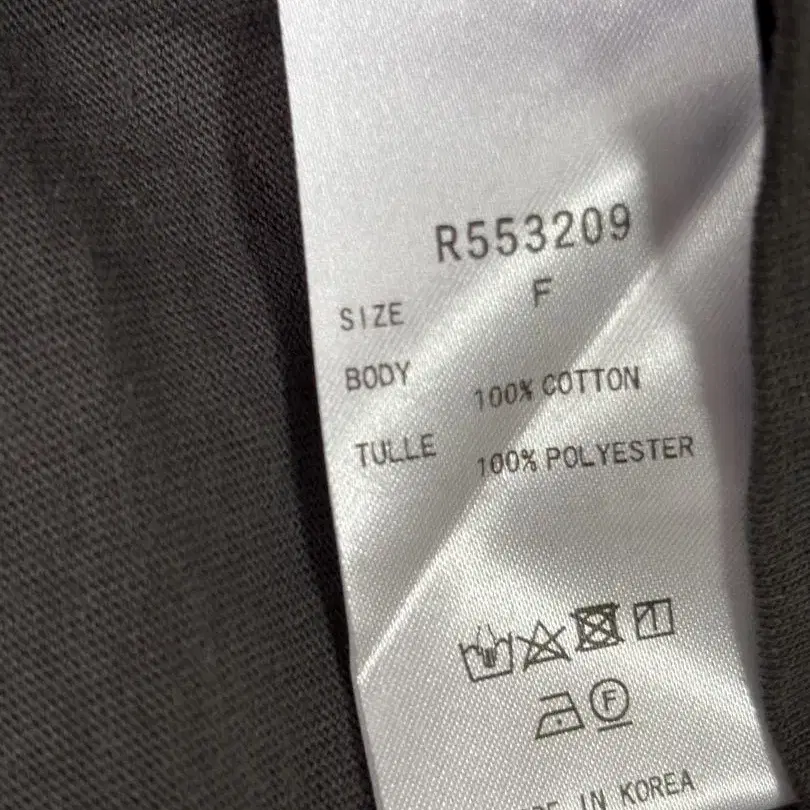 R553209
SIZE F
BODY 100% COTTON
TULLE 100% POLYESTER
F
IN KOREA